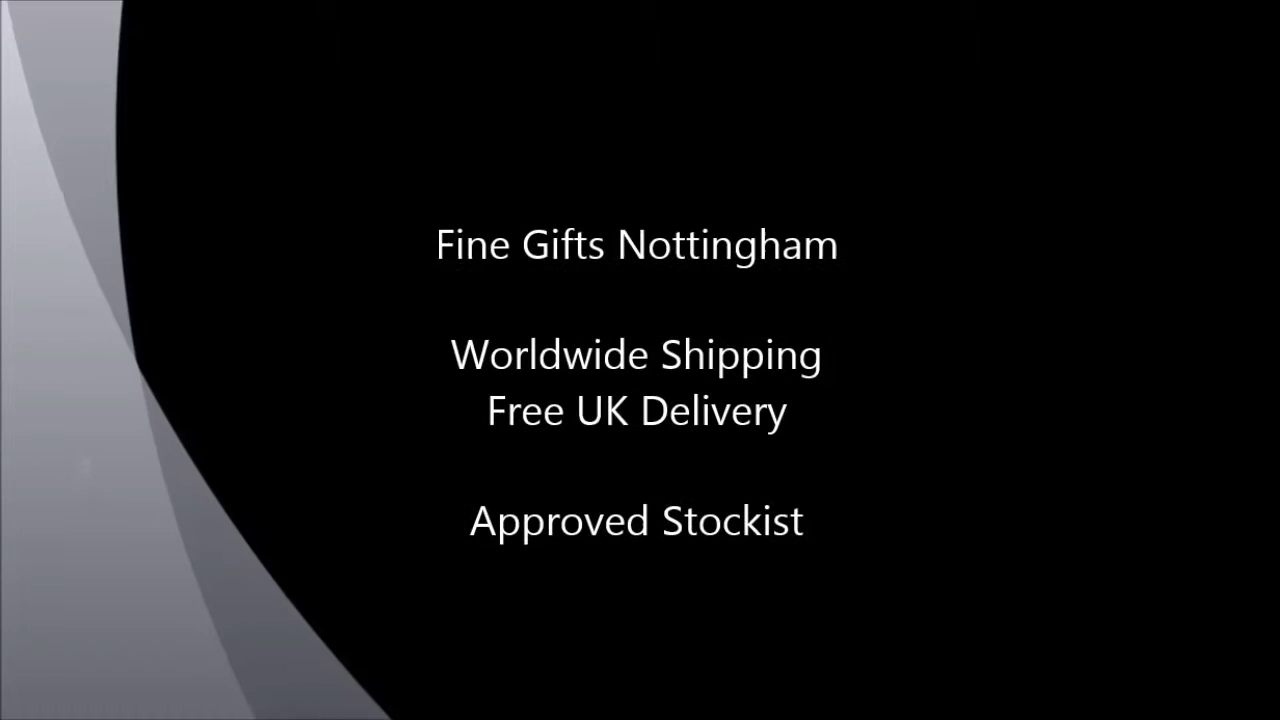 Fine Gifts Nottingham
Worldwide Shipping
Free UK Delivery
Approved Stockist